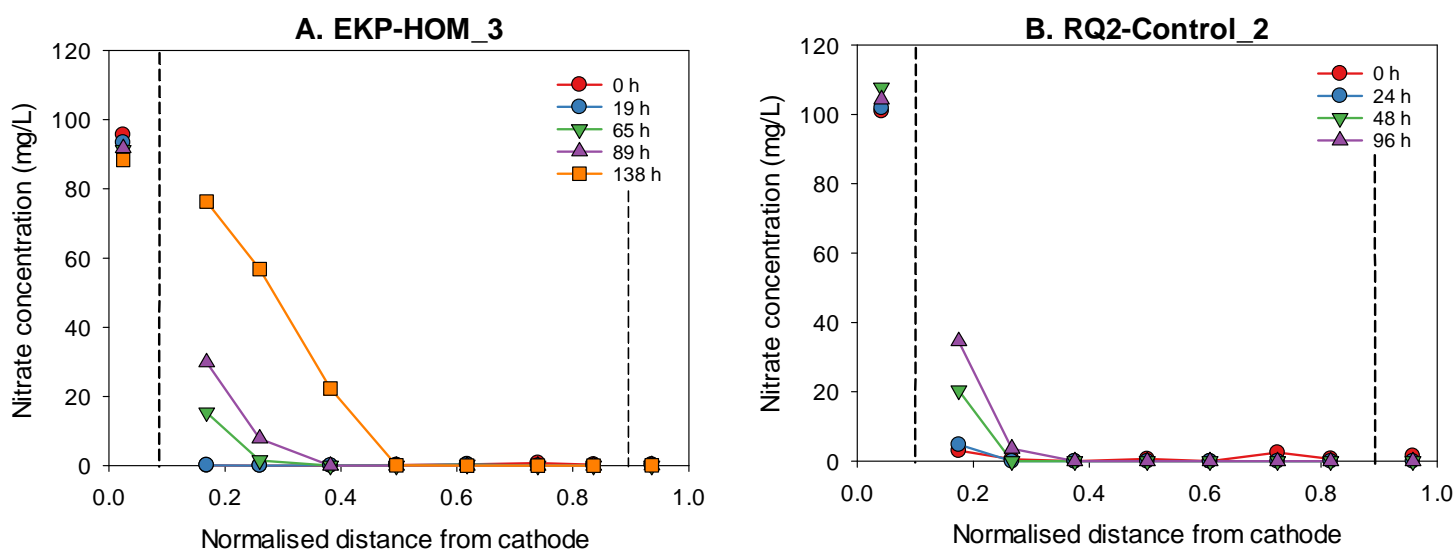 A. EKP-HOM_3
120
100
80
60
40
20
0
Nitrate concentration (mg/L)
0 h
19 h
65 h
89 h
138 h
0.0 0.2 0.4 0.6 0.8 1.0
Normalised distance from cathode
B. RQ2-Control_2
120
100
80
60
40
20
0
Nitrate concentration (mg/L)
0 h
24 h
48 h
96 h
0.0 0.2 0.4 0.6 0.8 1.0
Normalised distance from cathode